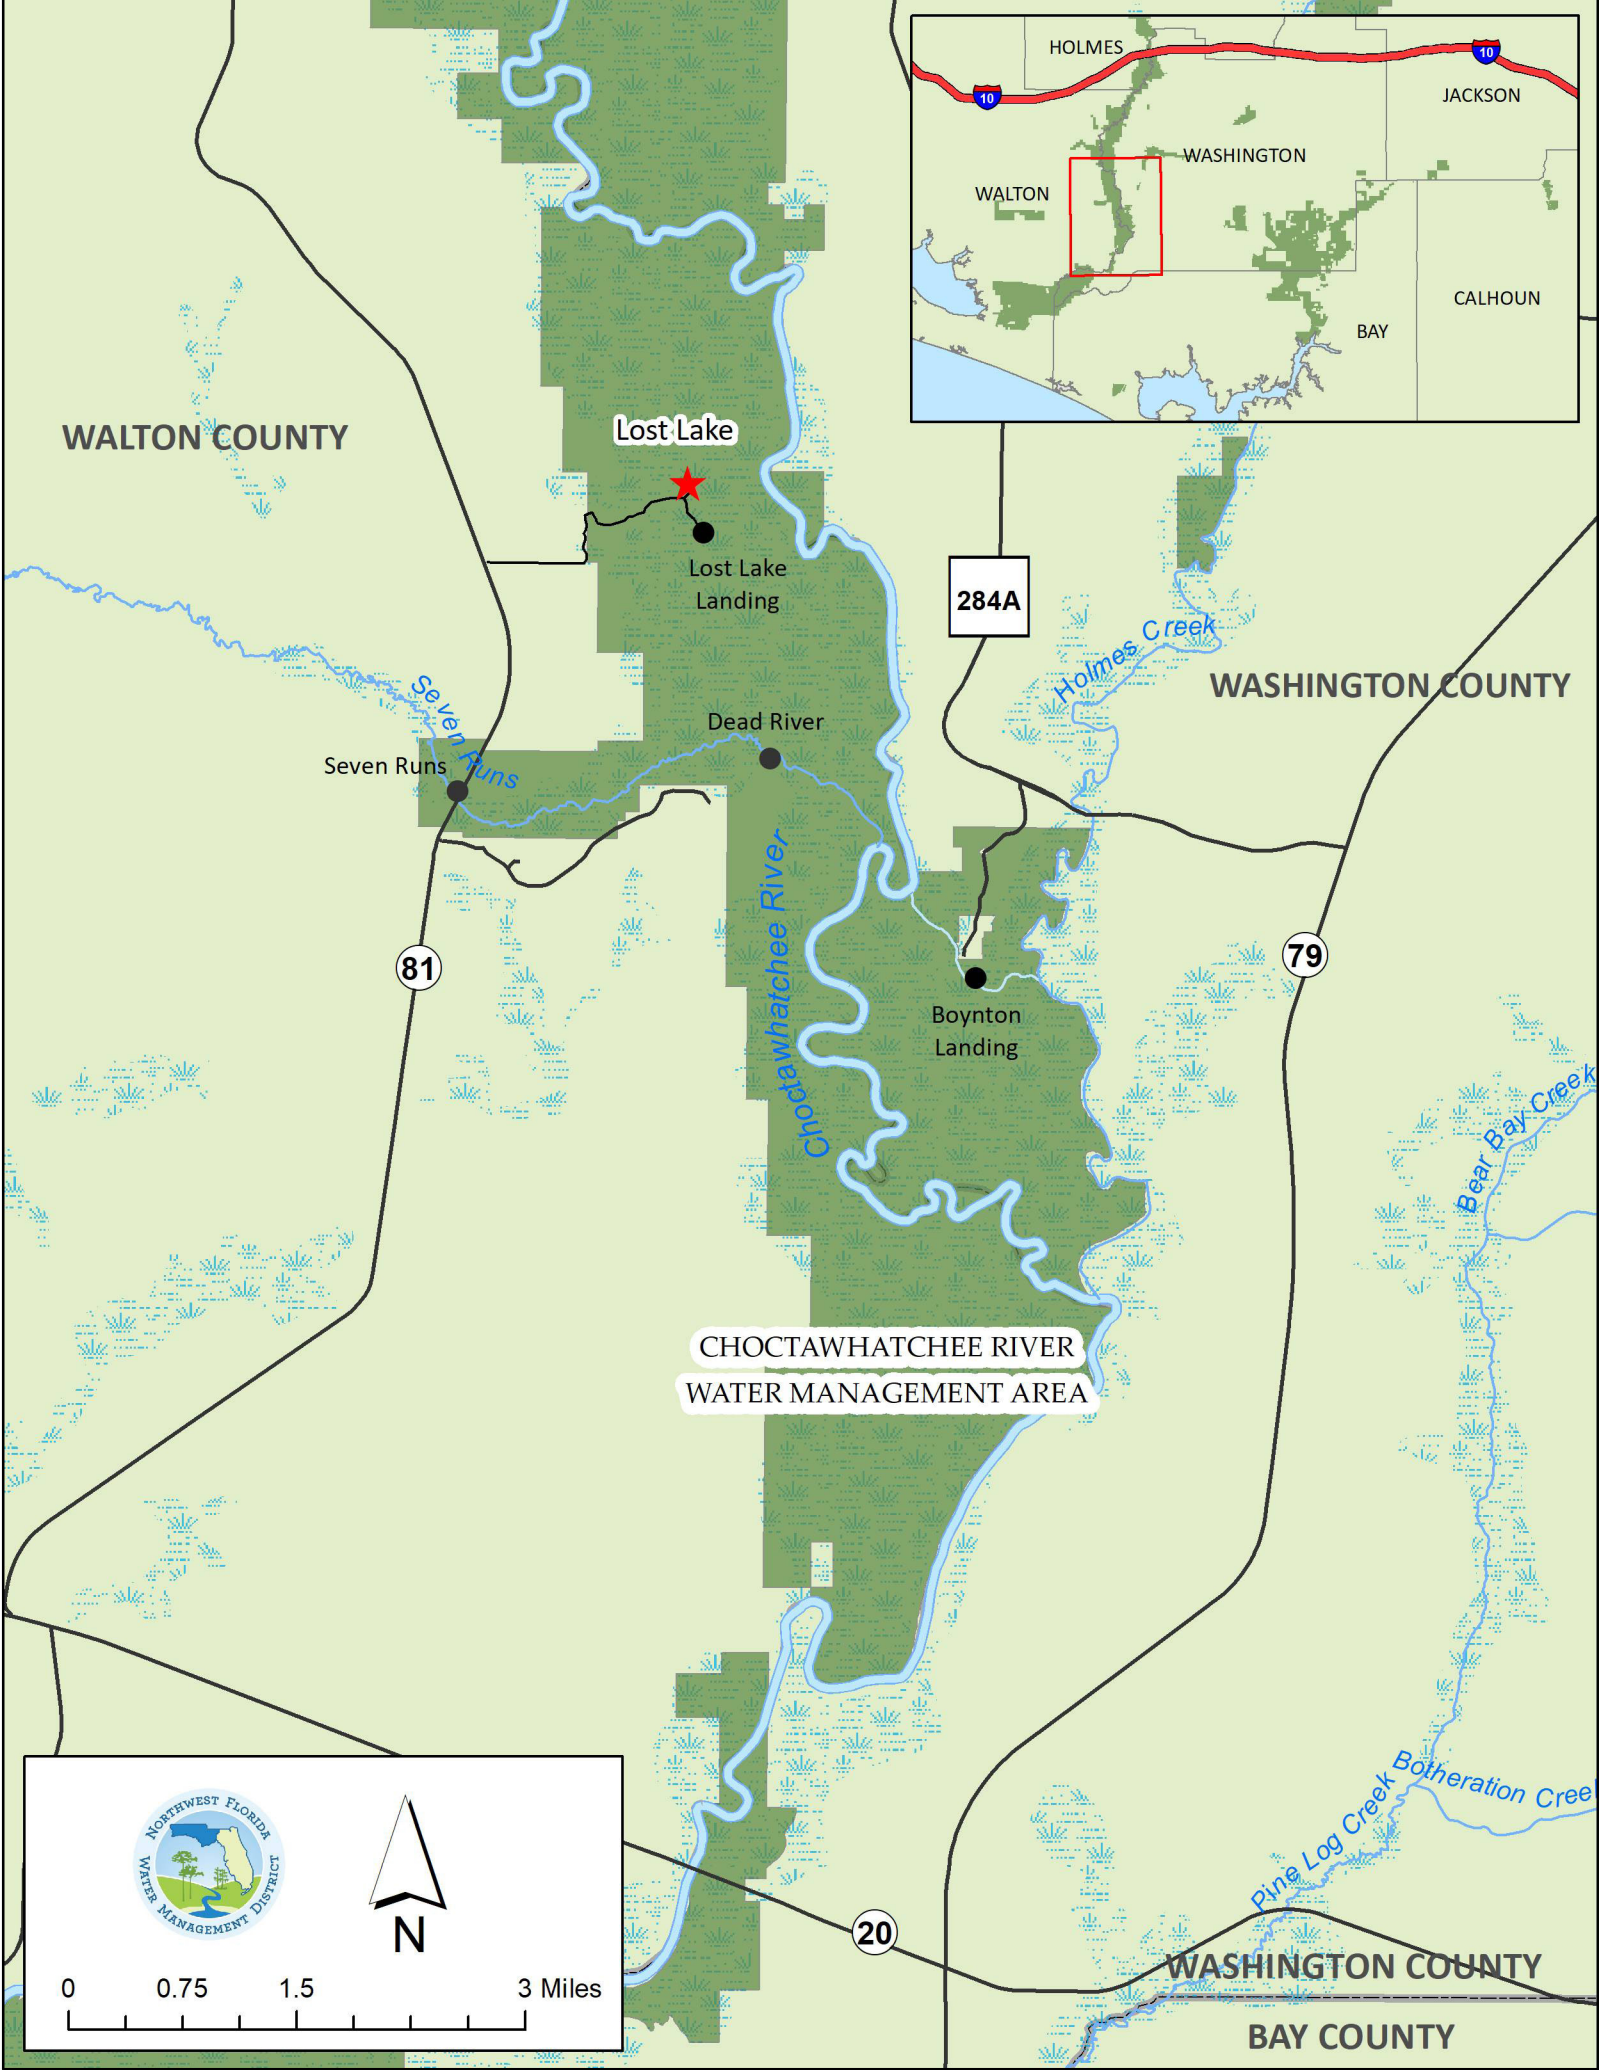 HOLMES
10
10
JACKSON
WASHINGTON
WALTON
CALHOUN
BAY
WALTON COUNTY
Lost Lake
Lost Lake
Landing
284A
Holmes Creek
WASHINGTON COUNTY
Seven Runs
Dead River
Seven Runs
Choctawhatchee River
81
79
Boynton
Landing
Bear Bay Creek
CHOCTAWHATCHEE RIVER
WATER MANAGEMENT AREA
Botheration Cree
Pine Log Creek
NORTHWEST FLORIDA
WATER MANAGEMENT DISTRICT
N
20
0 0.75 1.5 3 Miles
WASHINGTON COUNTY
BAY COUNTY